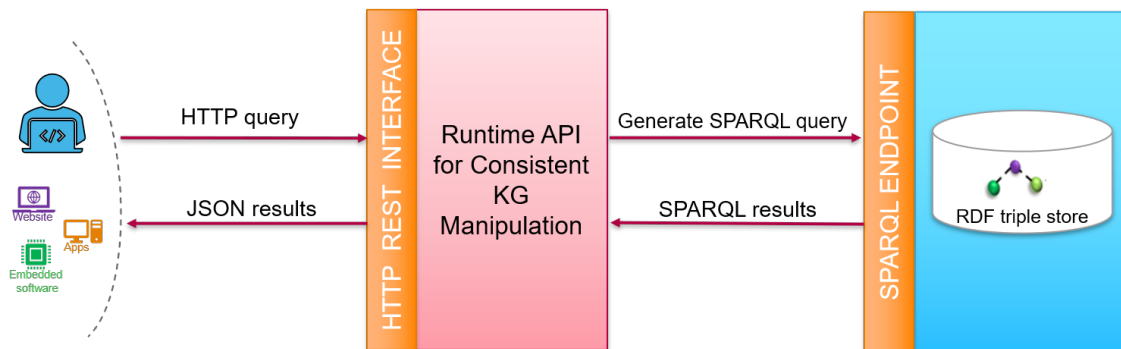 </>
Website
Apps
Embedded
software
HTTP query
JSON results
HTTP REST INTERFACE
Runtime API
for Consistent
KG
Manipulation
Generate SPARQL query
SPARQL results
SPARQL ENDPOINT
RDF triple store